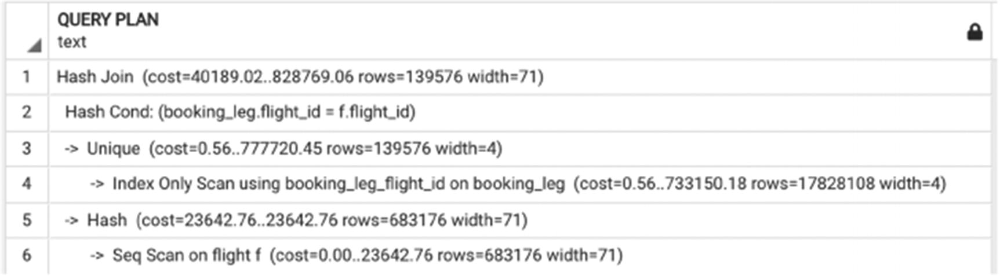 QUERY PLAN
text
1 Hash Join (cost=40189.02..828769.06 rows=139576 width=71)
2 Hash Cond: (booking_leg.flight_id = f.flight_id)
3 -> Unique (cost=0.56..777720.45 rows=139576 width=4)
4 -> Index Only Scan using booking_leg_flight_id on booking_leg (cost=0.56..733150.18 rows=17828108 width=4)
5 -> Hash (cost=23642.76..23642.76 rows=683176 width=71)
6 -> Seq Scan on flight f (cost=0.00..23642.76 rows=683176 width=71)